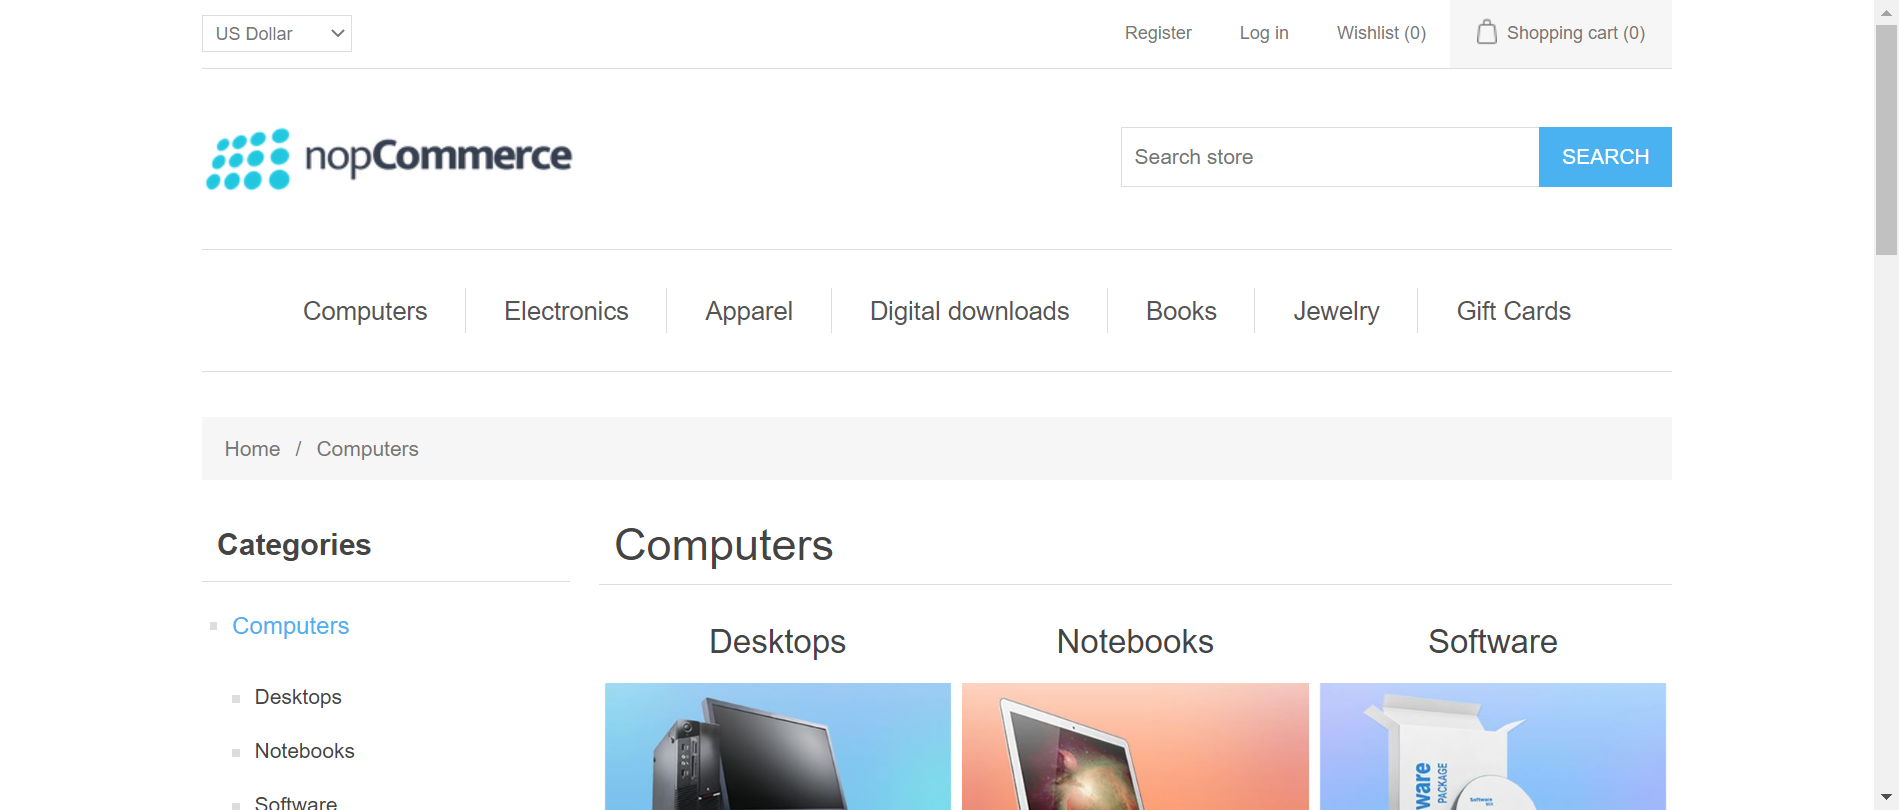 US Dollar
Register
Log in
Wishlist (0)
Shopping cart (0)
nopCommerce
Search store
SEARCH
Computers
Electronics
Apparel
Digital downloads
Books
Jewelry
Gift Cards
Home / Computers
Categories
Computers
Desktops
Notebooks
Software
Computers
Desktops
Notebooks
Software
ware
PACKAGE
Software